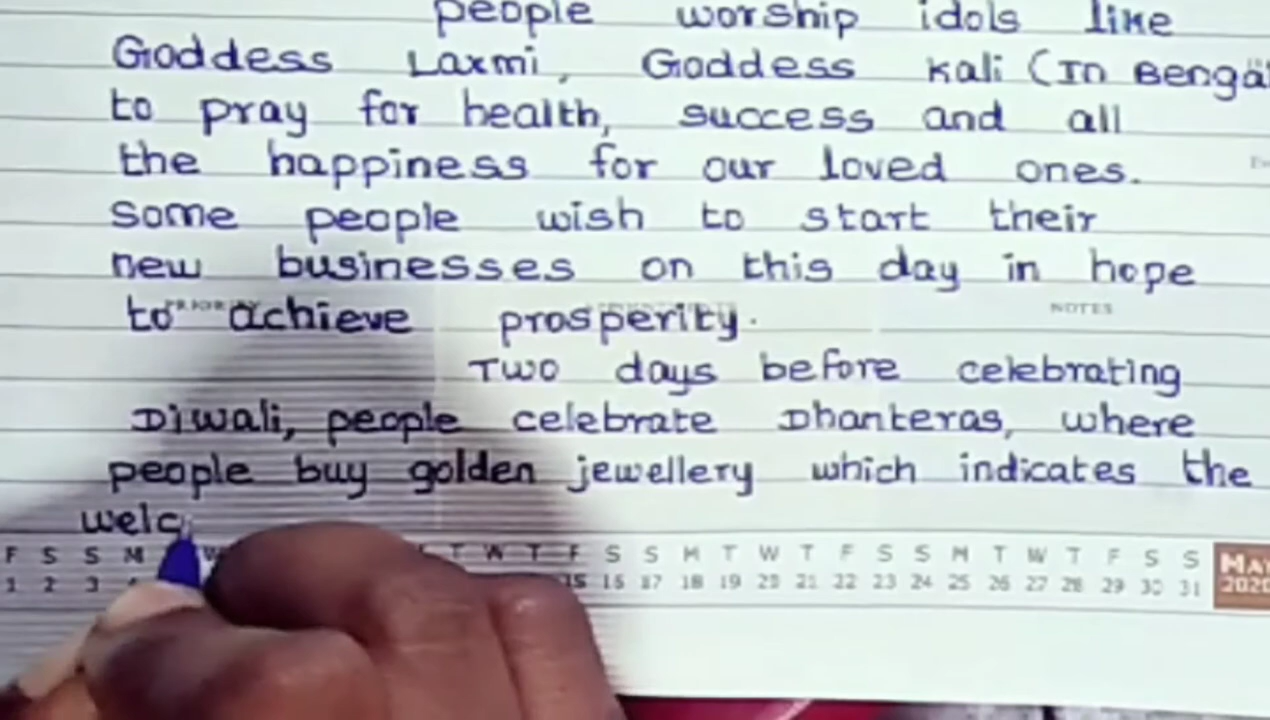 people worship idols like
Goddess Laxmi, Goddess Kali (In Benga
to pray for health, success and all
the happiness for our loved ones.
Some people wish to start their
new businesses on this day in hope
to achieve prosperity.
PRIORITY NOTES
Two days before celebrating
Diwali, people celebrate Dhanteras, where
people buy golden jewellery which indicates the
welc
F S S M W T W T F S S M T W T F S S M T W T F S S MAY
1 2 3 15 16 17 18 19 20 21 22 23 24 25 26 27 28 29 30 31 2020